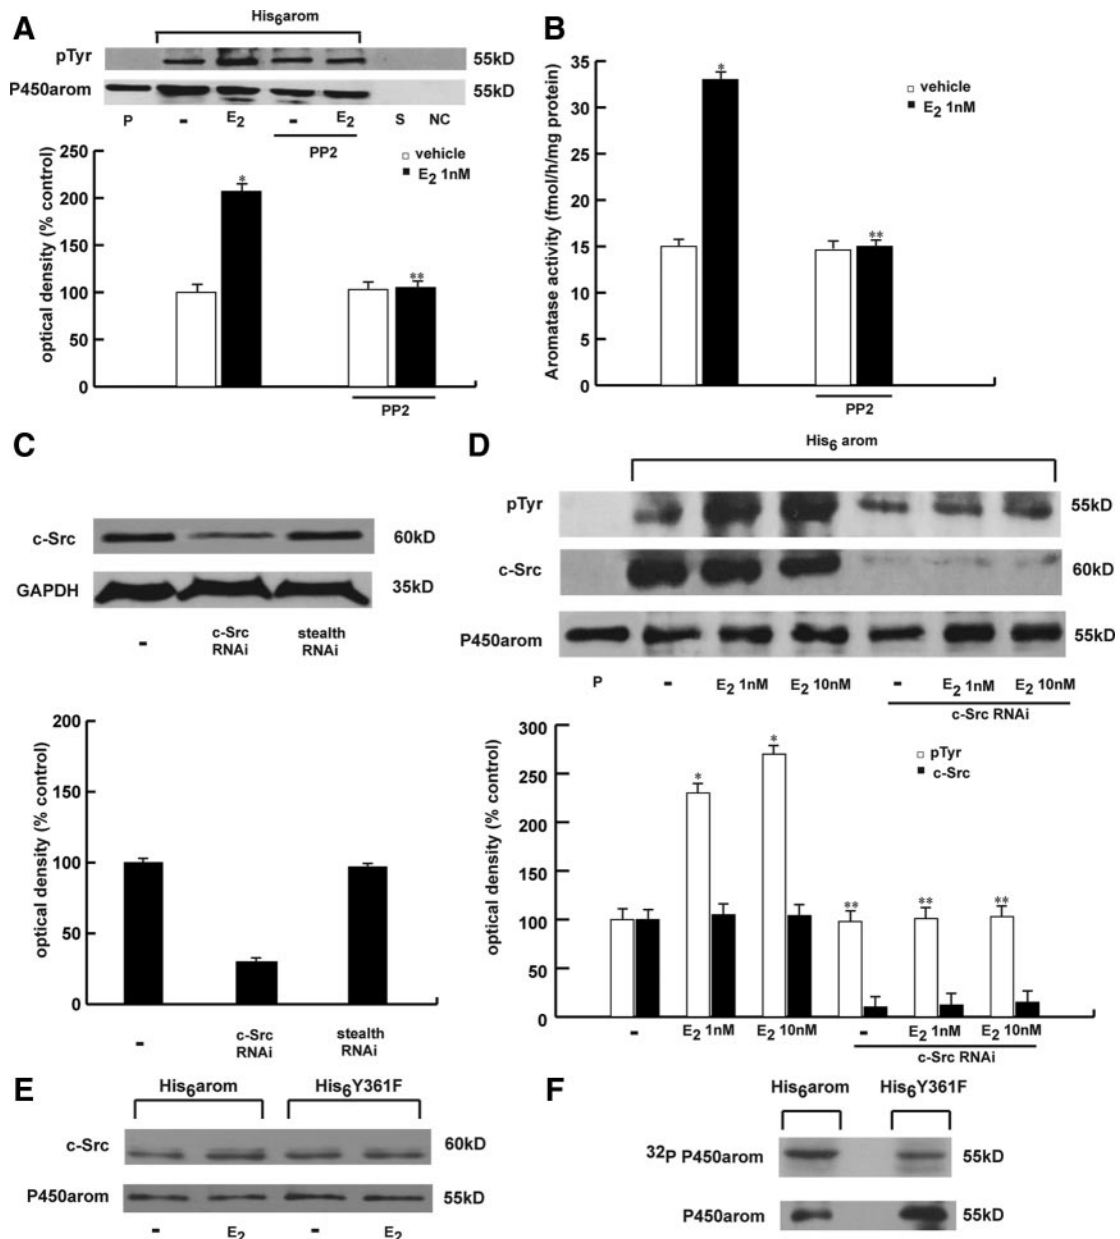 A
His6arom
pTyr
55kD
P450arom
55kD
P - E2 - E2 S NC
PP2
vehicle
E2 1nM
optical density (% control)
250
200
150
100
50
0
*
**
PP2
B
Aromatase activity (fmol/h/mg protein)
35
30
25
20
15
10
5
0
vehicle
E2 1nM
*
**
PP2
C
c-Src
60kD
GAPDH
35kD
- c-Src RNAi stealth RNAi
optical density (% control)
200
150
100
50
0
- c-Src RNAi stealth RNAi
D
His6 arom
pTyr
55kD
c-Src
60kD
P450arom
55kD
P - E2 1nM E2 10nM - E2 1nM E2 10nM
c-Src RNAi
optical density (% control)
300
250
200
150
100
50
0
pTyr
c-Src
*
*
**
**
**
- E2 1nM E2 10nM - E2 1nM E2 10nM
c-Src RNAi
E
His6arom His6Y361F
c-Src
60kD
P450arom
55kD
- E2 - E2
F
His6arom His6Y361F
32P P450arom
55kD
P450arom
55kD